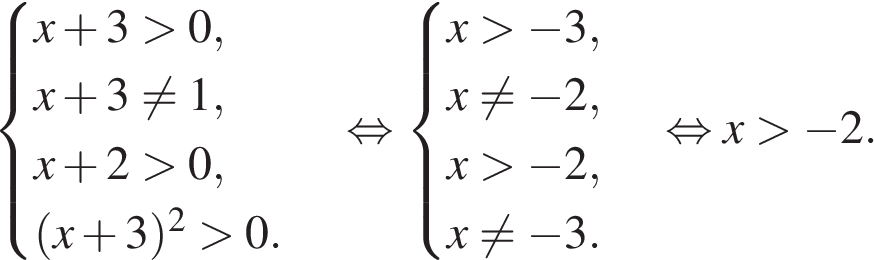 { x + 3 > 0, x + 3 ≠ 1, x + 2 > 0, (x + 3)² > 0. ⇔ { x > −3, x ≠ −2, x > −2, x ≠ −3. ⇔ x > −2.